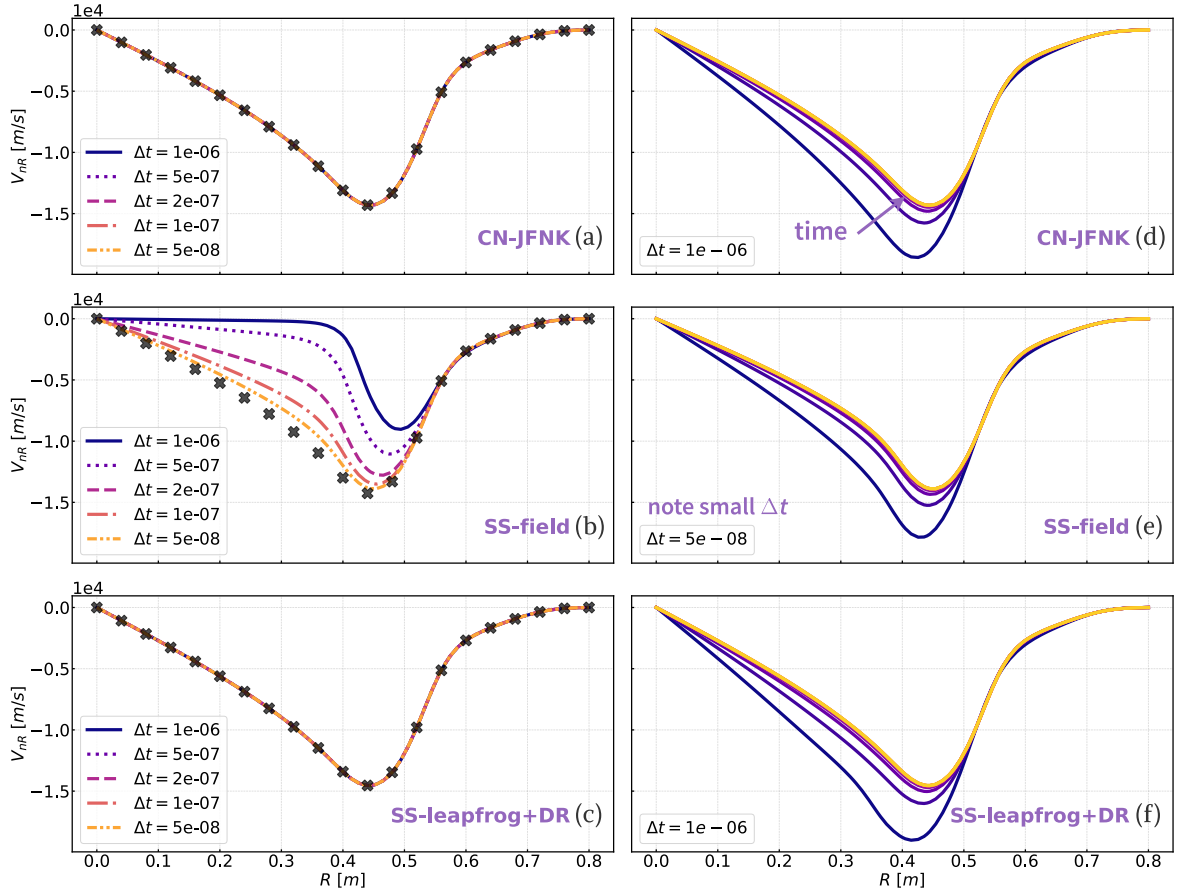 1e4
0.0
−0.5
−1.0
−1.5
V_nR [m/s]
Δt = 1e-06
Δt = 5e-07
Δt = 2e-07
Δt = 1e-07
Δt = 5e-08
CN-JFNK (a)
time
Δt = 1e − 06
CN-JFNK (d)
1e4
0.0
−0.5
−1.0
−1.5
V_nR [m/s]
Δt = 1e-06
Δt = 5e-07
Δt = 2e-07
Δt = 1e-07
Δt = 5e-08
SS-field (b)
note small Δt
Δt = 5e − 08
SS-field (e)
1e4
0.0
−0.5
−1.0
−1.5
V_nR [m/s]
Δt = 1e-06
Δt = 5e-07
Δt = 2e-07
Δt = 1e-07
Δt = 5e-08
SS-leapfrog+DR (c)
Δt = 1e − 06
SS-leapfrog+DR (f)
0.0 0.1 0.2 0.3 0.4 0.5 0.6 0.7 0.8
R [m]
0.0 0.1 0.2 0.3 0.4 0.5 0.6 0.7 0.8
R [m]